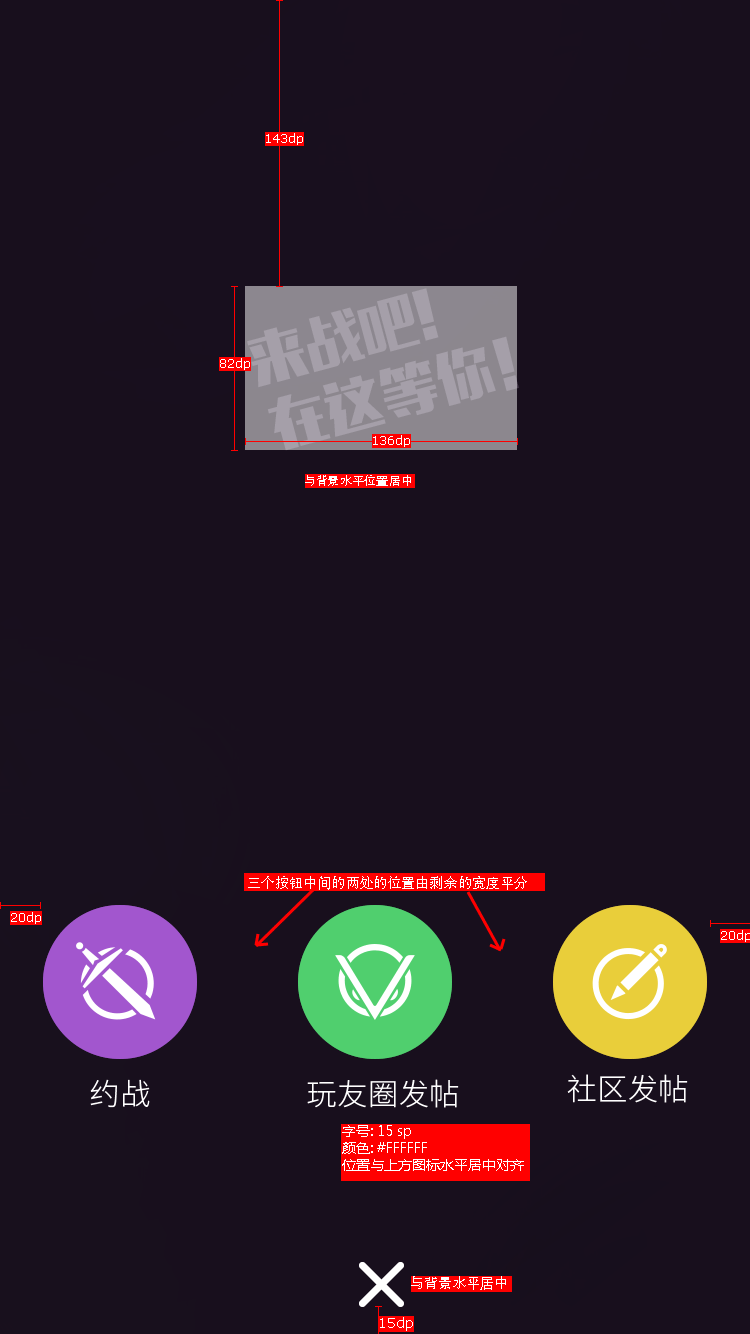 143dp
来战吧!
在这等你!
82dp
136dp
与背景水平位置居中
三个按钮中间的两处的位置由剩余的宽度平分
20dp
20dp
约战
玩友圈发帖
社区发帖
字号: 15 sp
颜色: #FFFFFF
位置与上方图标水平居中对齐
与背景水平居中
15dp